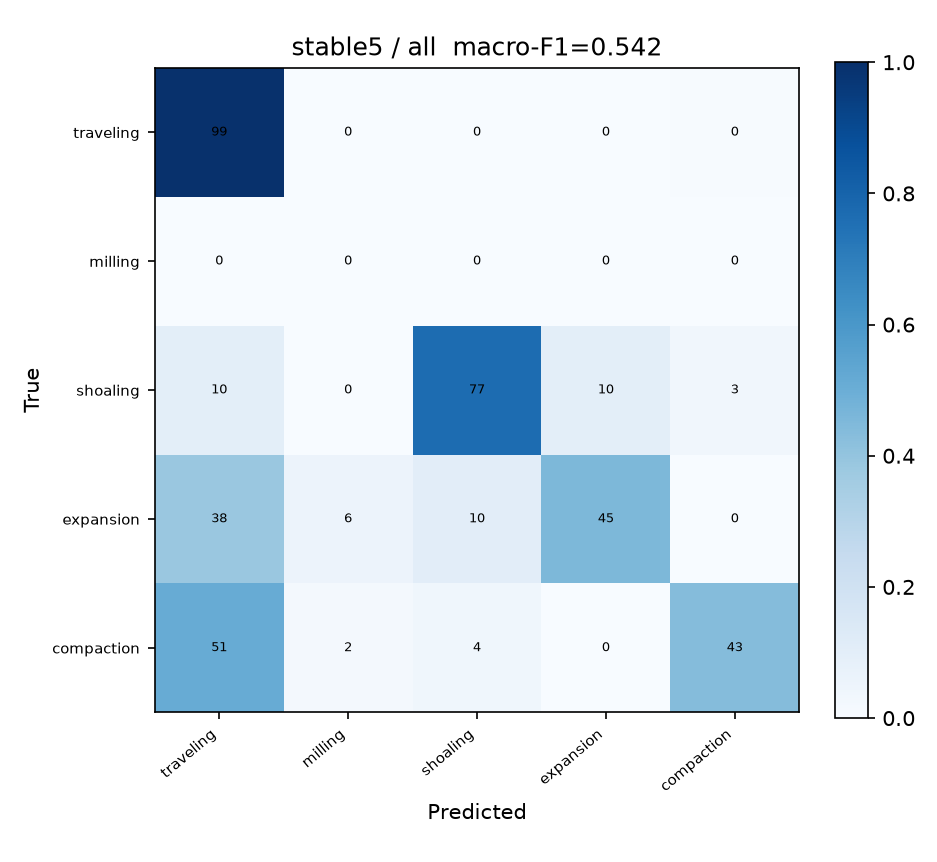 stable5 / all  macro-F1=0.542
True
traveling 99 0 0 0 0
milling 0 0 0 0 0
shoaling 10 0 77 10 3
expansion 38 6 10 45 0
compaction 51 2 4 0 43
traveling milling shoaling expansion compaction
Predicted
1.0
0.8
0.6
0.4
0.2
0.0